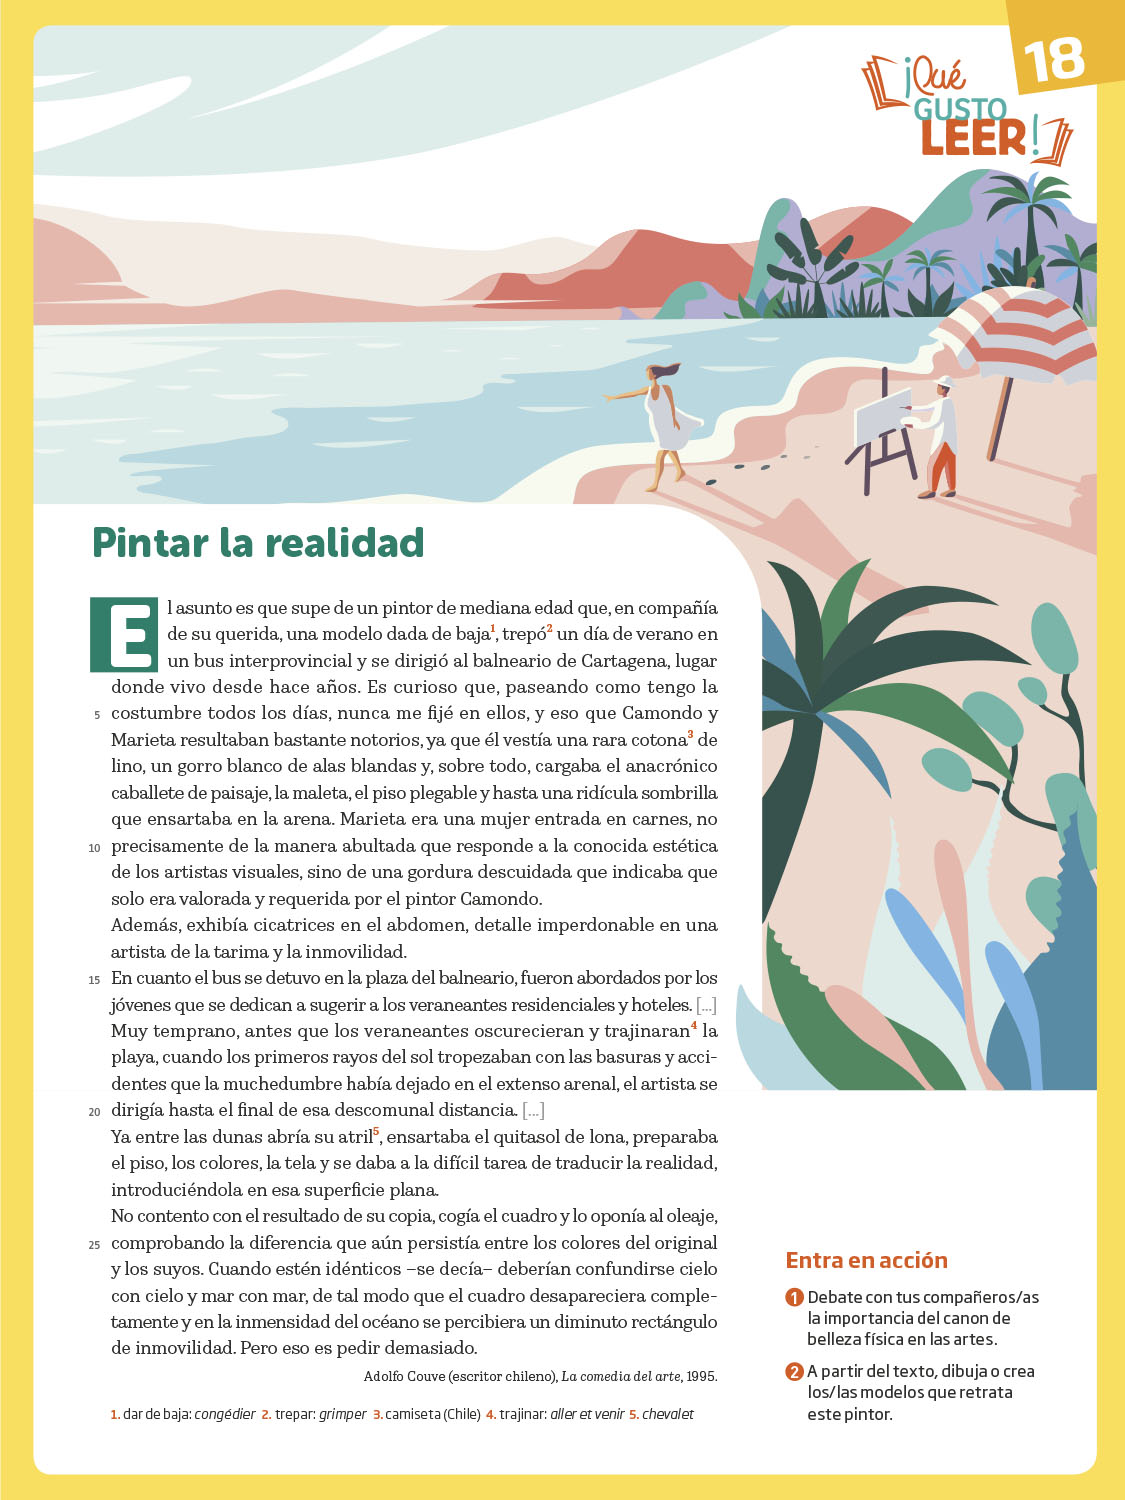 18
¡Qué
GUSTO
LEER!
Pintar la realidad
El asunto es que supe de un pintor de mediana edad que, en compañía
de su querida, una modelo dada de baja1, trepó2 un día de verano en
un bus interprovincial y se dirigió al balneario de Cartagena, lugar
donde vivo desde hace años. Es curioso que, paseando como tengo la
5 costumbre todos los días, nunca me fijé en ellos, y eso que Camondo y
Marieta resultaban bastante notorios, ya que él vestía una rara cotona3 de
lino, un gorro blanco de alas blandas y, sobre todo, cargaba el anacrónico
caballete de paisaje, la maleta, el piso plegable y hasta una ridícula sombrilla
que ensartaba en la arena. Marieta era una mujer entrada en carnes, no
10 precisamente de la manera abultada que responde a la conocida estética
de los artistas visuales, sino de una gordura descuidada que indicaba que
solo era valorada y requerida por el pintor Camondo.
Además, exhibía cicatrices en el abdomen, detalle imperdonable en una
artista de la tarima y la inmovilidad.
15 En cuanto el bus se detuvo en la plaza del balneario, fueron abordados por los
jóvenes que se dedican a sugerir a los veraneantes residenciales y hoteles. [...]
Muy temprano, antes que los veraneantes oscurecieran y trajinaran4 la
playa, cuando los primeros rayos del sol tropezaban con las basuras y acci-
dentes que la muchedumbre había dejado en el extenso arenal, el artista se
20 dirigía hasta el final de esa descomunal distancia. [...]
Ya entre las dunas abría su atril5, ensartaba el quitasol de lona, preparaba
el piso, los colores, la tela y se daba a la difícil tarea de traducir la realidad,
introduciéndola en esa superficie plana.
No contento con el resultado de su copia, cogía el cuadro y lo oponía al oleaje,
25 comprobando la diferencia que aún persistía entre los colores del original
y los suyos. Cuando estén idénticos –se decía– deberían confundirse cielo
con cielo y mar con mar, de tal modo que el cuadro desapareciera comple-
tamente y en la inmensidad del océano se percibiera un diminuto rectángulo
de inmovilidad. Pero eso es pedir demasiado.
Adolfo Couve (escritor chileno), La comedia del arte, 1995.
1. dar de baja: congédier 2. trepar: grimper 3. camiseta (Chile) 4. trajinar: aller et venir 5. chevalet
Entra en acción
1 Debate con tus compañeros/as
la importancia del canon de
belleza física en las artes.
2 A partir del texto, dibuja o crea
los/las modelos que retrata
este pintor.